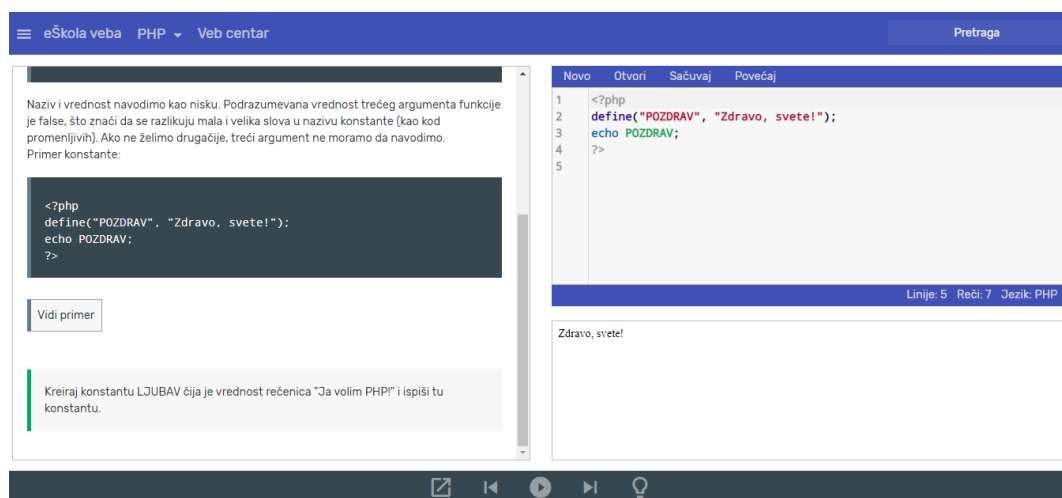 eŠkola veba PHP Veb centar Pretraga
Naziv i vrednost navodimo kao nisku. Podrazumevana vrednost trećeg argumenta funkcije
je false, što znači da se razlikuju mala i velika slova u nazivu konstante (kao kod
promenljivih). Ako ne želimo drugačije, treći argument ne moramo da navodimo.
Primer konstante:
<?php
define("POZDRAV", "Zdravo, svete!");
echo POZDRAV;
?>
Vidi primer
Kreiraj konstantu LJUBAV čija je vrednost rečenica "Ja volim PHP!" i ispiši tu
konstantu.
Novo Otvori Sačuvaj Povećaj
1 <?php
2 define("POZDRAV", "Zdravo, svete!");
3 echo POZDRAV;
4 ?>
5
Linije: 5 Reči: 7 Jezik: PHP
Zdravo, svete!